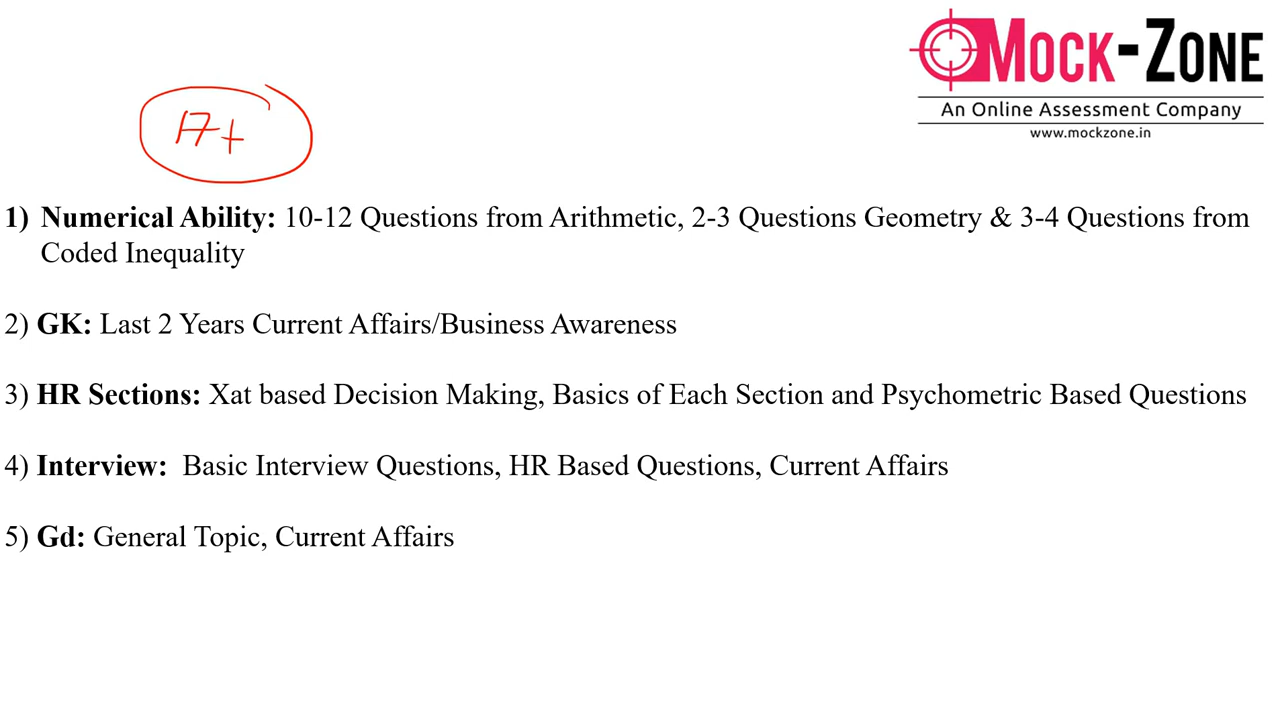 MOCK-ZONE
An Online Assessment Company
www.mockzone.in
17+
1) Numerical Ability: 10-12 Questions from Arithmetic, 2-3 Questions Geometry & 3-4 Questions from
Coded Inequality
2) GK: Last 2 Years Current Affairs/Business Awareness
3) HR Sections: Xat based Decision Making, Basics of Each Section and Psychometric Based Questions
4) Interview: Basic Interview Questions, HR Based Questions, Current Affairs
5) Gd: General Topic, Current Affairs